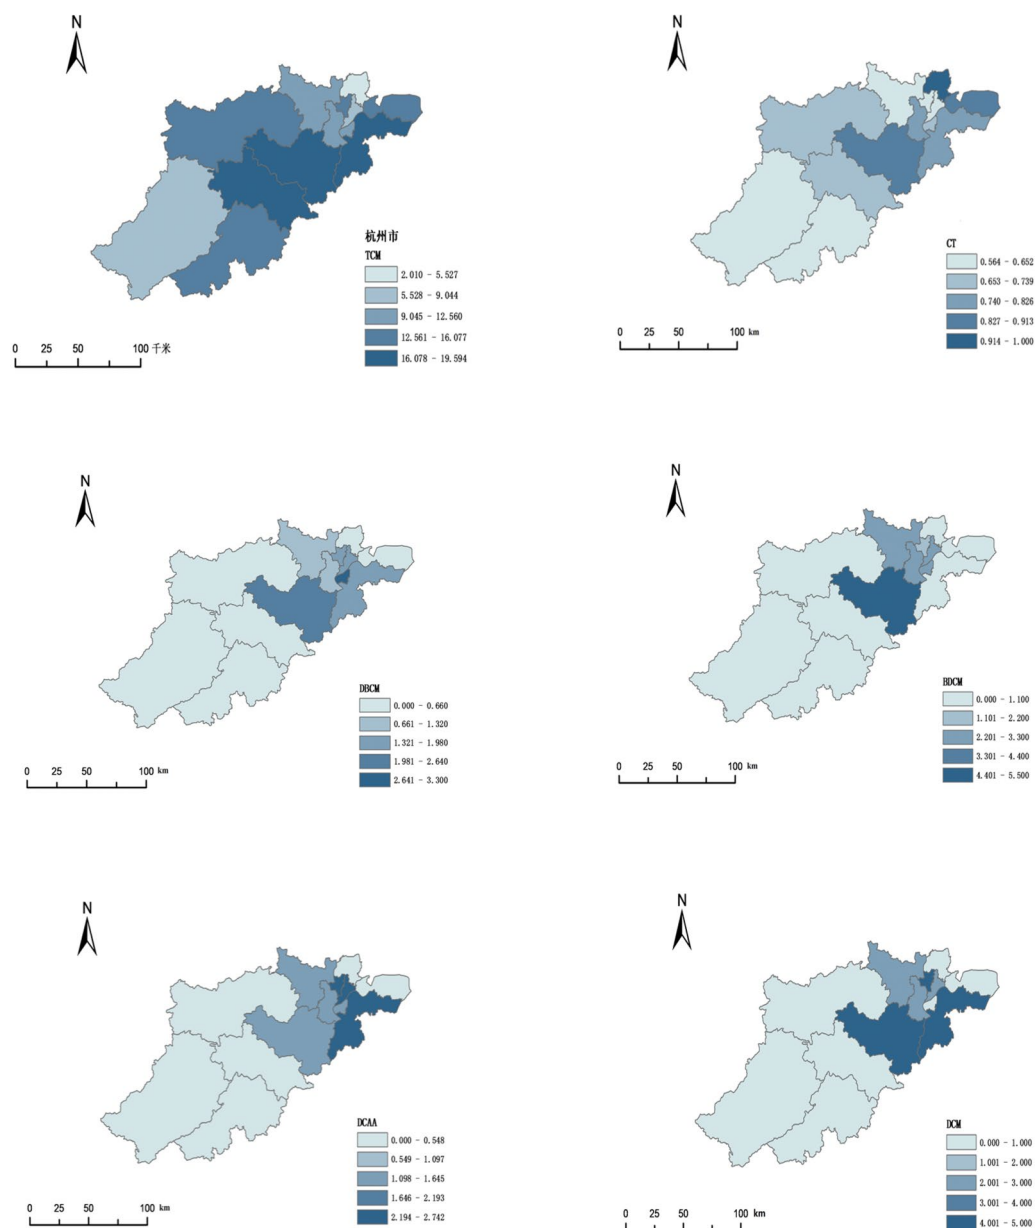 N
杭州市
TCM
2.010 - 5.527
5.528 - 9.044
9.045 - 12.560
12.561 - 16.077
16.078 - 19.594
0 25 50 100 千米
N
CT
0.564 - 0.652
0.653 - 0.739
0.740 - 0.826
0.827 - 0.913
0.914 - 1.000
0 25 50 100 km
N
DBCM
0.000 - 0.660
0.661 - 1.320
1.321 - 1.980
1.981 - 2.640
2.641 - 3.300
0 25 50 100 km
N
BDCM
0.000 - 1.100
1.101 - 2.200
2.201 - 3.300
3.301 - 4.400
4.401 - 5.500
0 25 50 100 km
N
DCAA
0.000 - 0.548
0.549 - 1.097
1.098 - 1.645
1.646 - 2.193
2.194 - 2.742
0 25 50 100 km
N
DCM
0.000 - 1.000
1.001 - 2.000
2.001 - 3.000
3.001 - 4.000
4.001 - 5.000
0 25 50 100 km